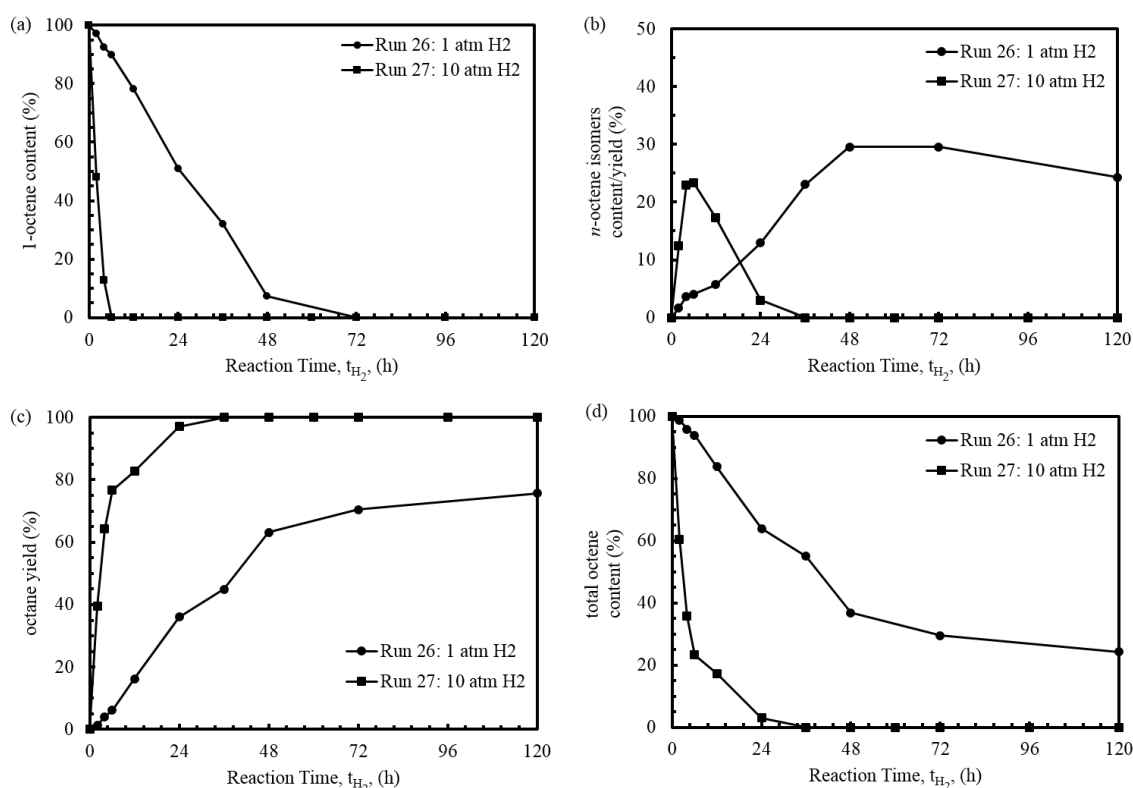 (a)
100
80
60
40
20
0
1-octene content (%)
Run 26: 1 atm H2
Run 27: 10 atm H2
0 24 48 72 96 120
Reaction Time, t_H₂, (h)
(b)
50
40
30
20
10
0
n-octene isomers
content/yield (%)
Run 26: 1 atm H2
Run 27: 10 atm H2
0 24 48 72 96 120
Reaction Time, t_H₂, (h)
(c)
100
80
60
40
20
0
octane yield (%)
Run 26: 1 atm H2
Run 27: 10 atm H2
0 24 48 72 96 120
Reaction Time, t_H₂, (h)
(d)
100
80
60
40
20
0
total octene
content (%)
Run 26: 1 atm H2
Run 27: 10 atm H2
0 24 48 72 96 120
Reaction Time, t_H₂, (h)